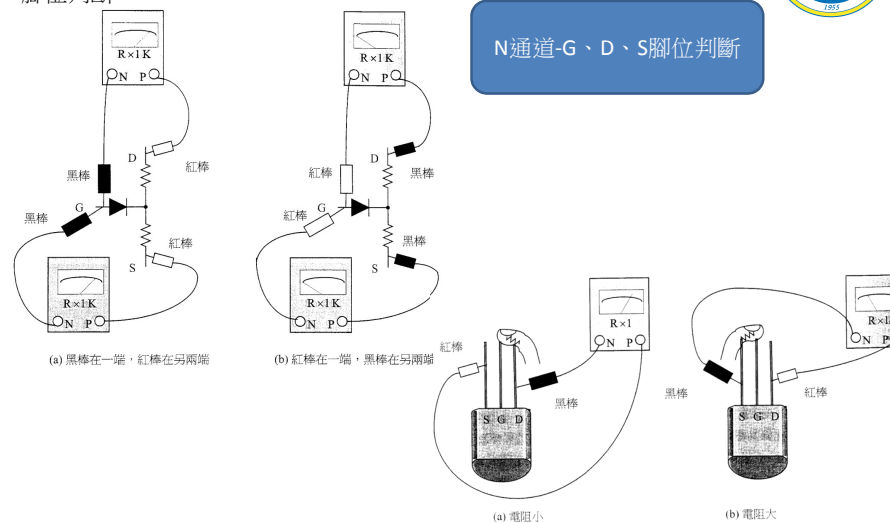 N通道-G、D、S腳位判斷
1955
R×1K
N P
黑棒
紅棒
D
G
黑棒
紅棒
S
R×1K
N P
(a) 黑棒在一端，紅棒在另兩端
R×1K
N P
紅棒
黑棒
D
G
紅棒
黑棒
S
R×1K
N P
(b) 紅棒在一端，黑棒在另兩端
R×1
N P
紅棒
黑棒
S G D
(a) 電阻小
N P
黑棒
紅棒
S G D
(b) 電阻大